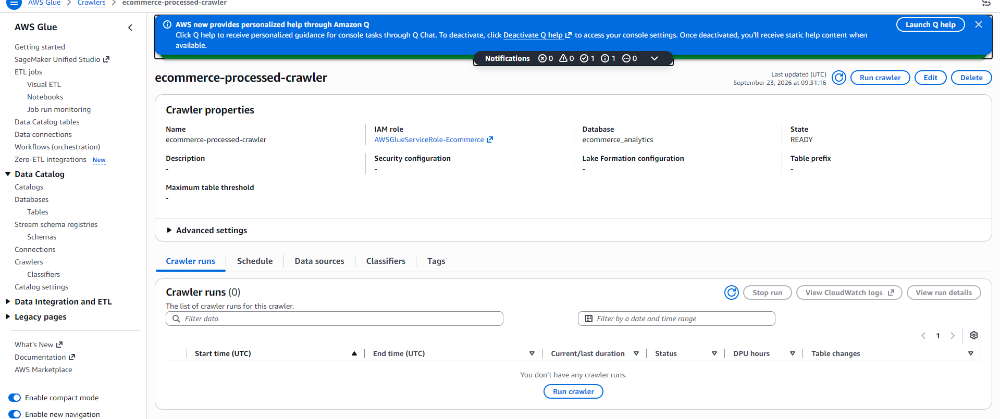 AWS Glue > Crawlers > ecommerce-processed-crawler
AWS Glue
Getting started
SageMaker Unified Studio
ETL jobs
Visual ETL
Notebooks
Job run monitoring
Data Catalog tables
Data connections
Workflows (orchestration)
Zero-ETL integrations New
Data Catalog
Catalogs
Databases
Tables
Stream schema registries
Schemas
Connections
Crawlers
Classifiers
Catalog settings
Data Integration and ETL
Legacy pages
What's New
Documentation
AWS Marketplace
Enable compact mode
Enable new navigation
AWS now provides personalized help through Amazon Q
Click Q help to receive personalized guidance for console tasks through Q Chat. To deactivate, click Deactivate Q help to access your console settings. Once deactivated, you'll receive static help content when
available.
Launch Q help
Notifications 0 0 1 1 0
ecommerce-processed-crawler
Last updated (UTC)
September 23, 2026 at 09:31:16
Run crawler Edit Delete
Crawler properties
Name
ecommerce-processed-crawler
IAM role
AWSGlueServiceRole-Ecommerce
Database
ecommerce_analytics
State
READY
Description
-
Security configuration
-
Lake Formation configuration
-
Table prefix
-
Maximum table threshold
-
Advanced settings
Crawler runs Schedule Data sources Classifiers Tags
Crawler runs (0)
The list of crawler runs for this crawler.
Stop run View CloudWatch logs View run details
Filter data
Filter by a date and time range
1
Start time (UTC) End time (UTC) Current/last duration Status DPU hours Table changes
You don't have any crawler runs.
Run crawler